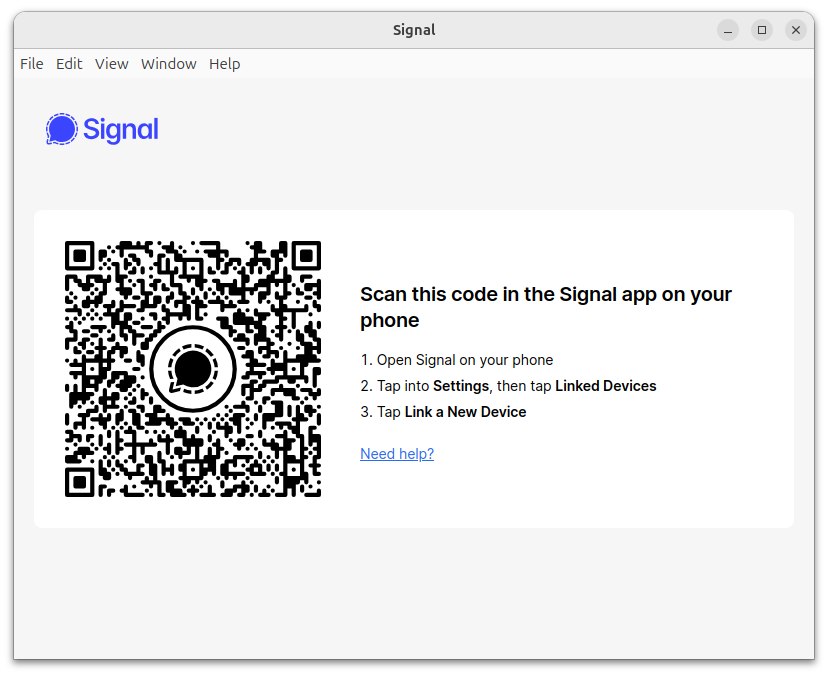 Signal
File Edit View Window Help
Signal
Scan this code in the Signal app on your
phone
1. Open Signal on your phone
2. Tap into Settings, then tap Linked Devices
3. Tap Link a New Device
Need help?